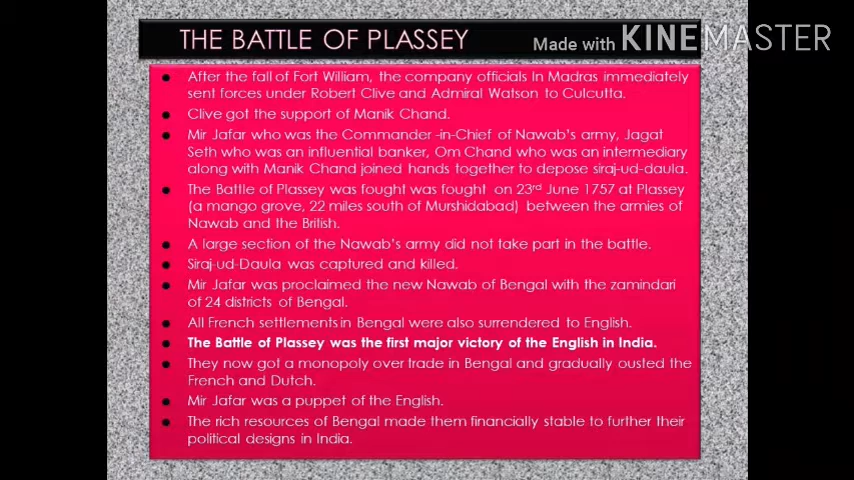 THE BATTLE OF PLASSEY
Made with KINEMASTER
● After the fall of Fort William, the company officials in Madras immediately
sent forces under Robert Clive and Admiral Watson to Culcutta.
● Clive got the support of Manik Chand.
● Mir Jafar who was the Commander -in-Chief of Nawab's army, Jagat
Seth who was an influential banker, Om Chand who was an intermediary
along with Manik Chand joined hands together to depose siraj-ud-daula.
● The Battle of Plassey was fought was fought on 23rd June 1757 at Plassey
(a mango grove, 22 miles south of Murshidabad) between the armies of
Nawab and the British.
● A large section of the Nawab's army did not take part in the battle.
● Siraj-ud-Daula was captured and killed.
● Mir Jafar was proclaimed the new Nawab of Bengal with the zamindari
of 24 districts of Bengal.
● All French settlements in Bengal were also surrendered to English.
● The Battle of Plassey was the first major victory of the English in India.
● They now got a monopoly over trade in Bengal and gradually ousted the
French and Dutch.
● Mir Jafar was a puppet of the English.
● The rich resources of Bengal made them financially stable to further their
political designs in India.